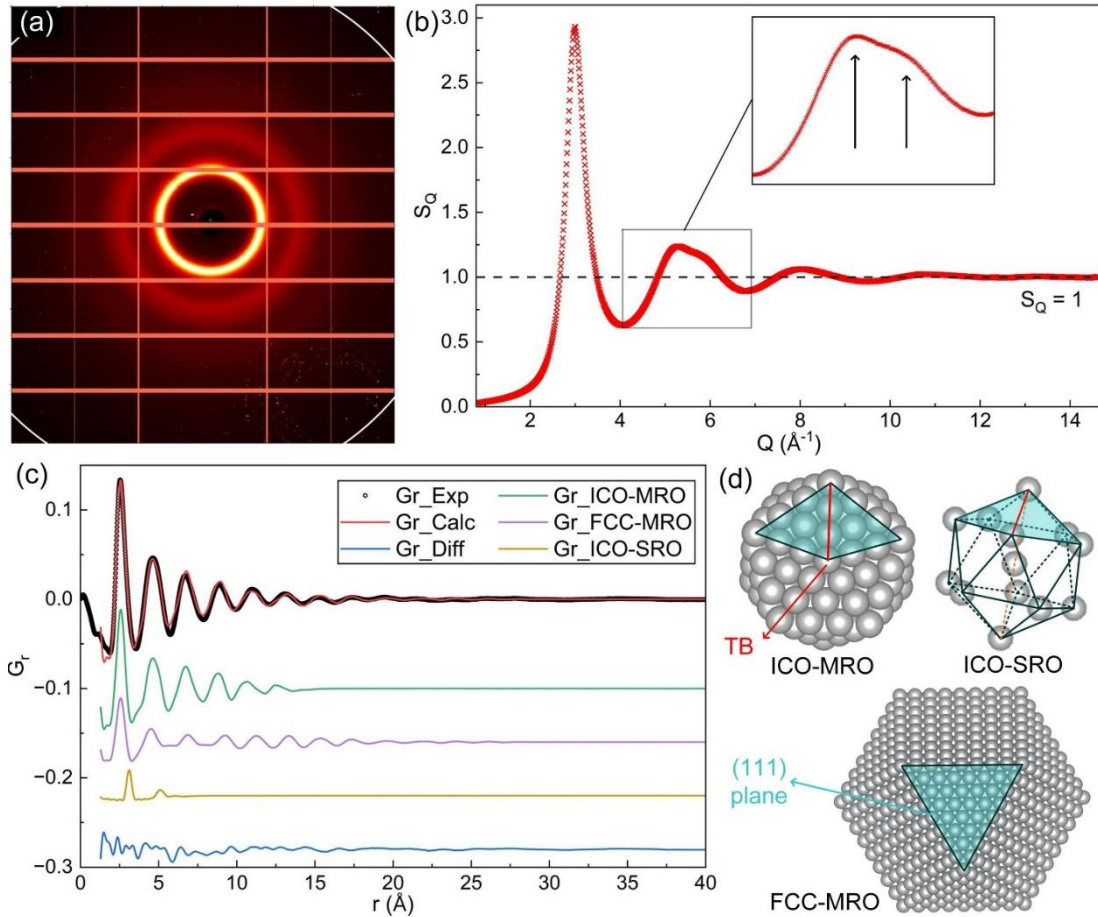 (a)
(b)
3.0
2.5
2.0
1.5
1.0
0.5
0.0
S_Q
S_Q = 1
2
4
6
8
10
12
14
Q (Å⁻¹)
(c)
0.1
0.0
−0.1
−0.2
−0.3
G_r
Gr_Exp
Gr_Calc
Gr_Diff
Gr_ICO-MRO
Gr_FCC-MRO
Gr_ICO-SRO
0
5
10
15
20
25
30
35
40
r (Å)
(d)
TB
ICO-MRO
ICO-SRO
(111)
plane
FCC-MRO